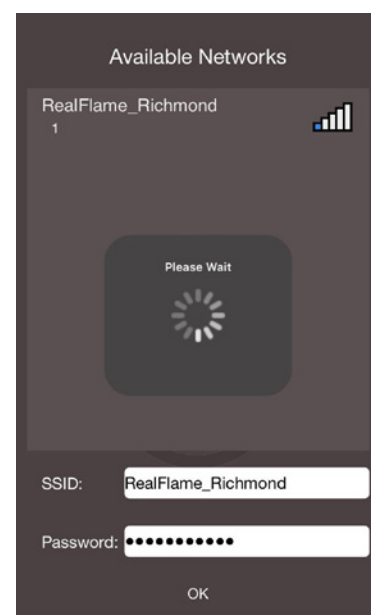 Available Networks
RealFlame_Richmond
1
Please Wait
SSID: RealFlame_Richmond
Password: •••••••••••
OK